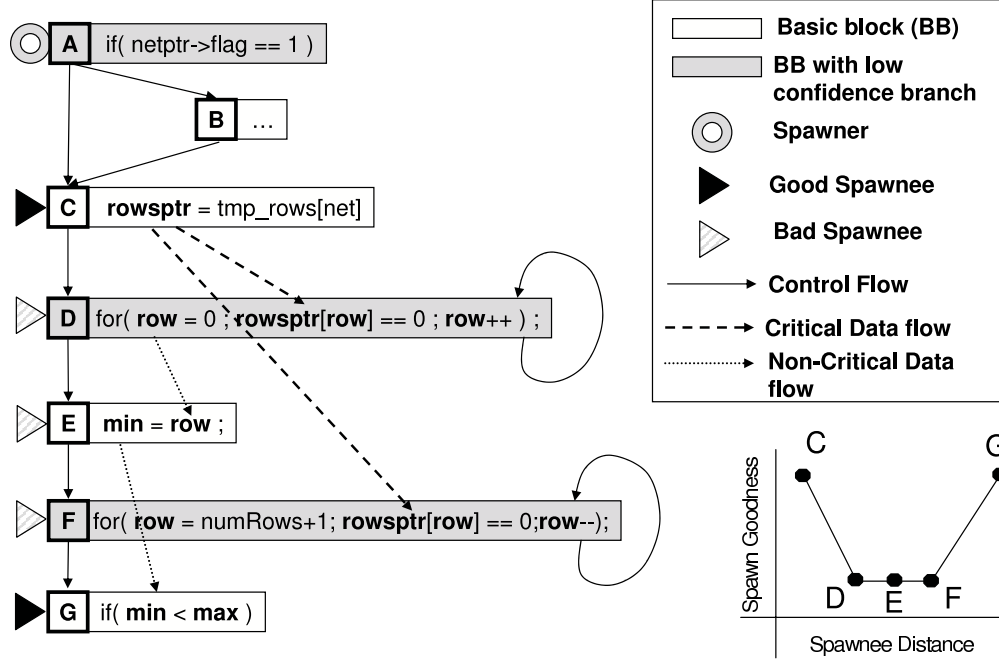 A if( netptr->flag == 1 )
B ...
C rowsptr = tmp_rows[net]
D for( row = 0 ; rowsptr[row] == 0 ; row++ ) ;
E min = row ;
F for( row = numRows+1; rowsptr[row] == 0;row--);
G if( min < max )
Basic block (BB)
BB with low
confidence branch
Spawner
Good Spawnee
Bad Spawnee
Control Flow
Critical Data flow
Non-Critical Data
flow
C
G
D
E
F
Spawn Goodness
Spawnee Distance